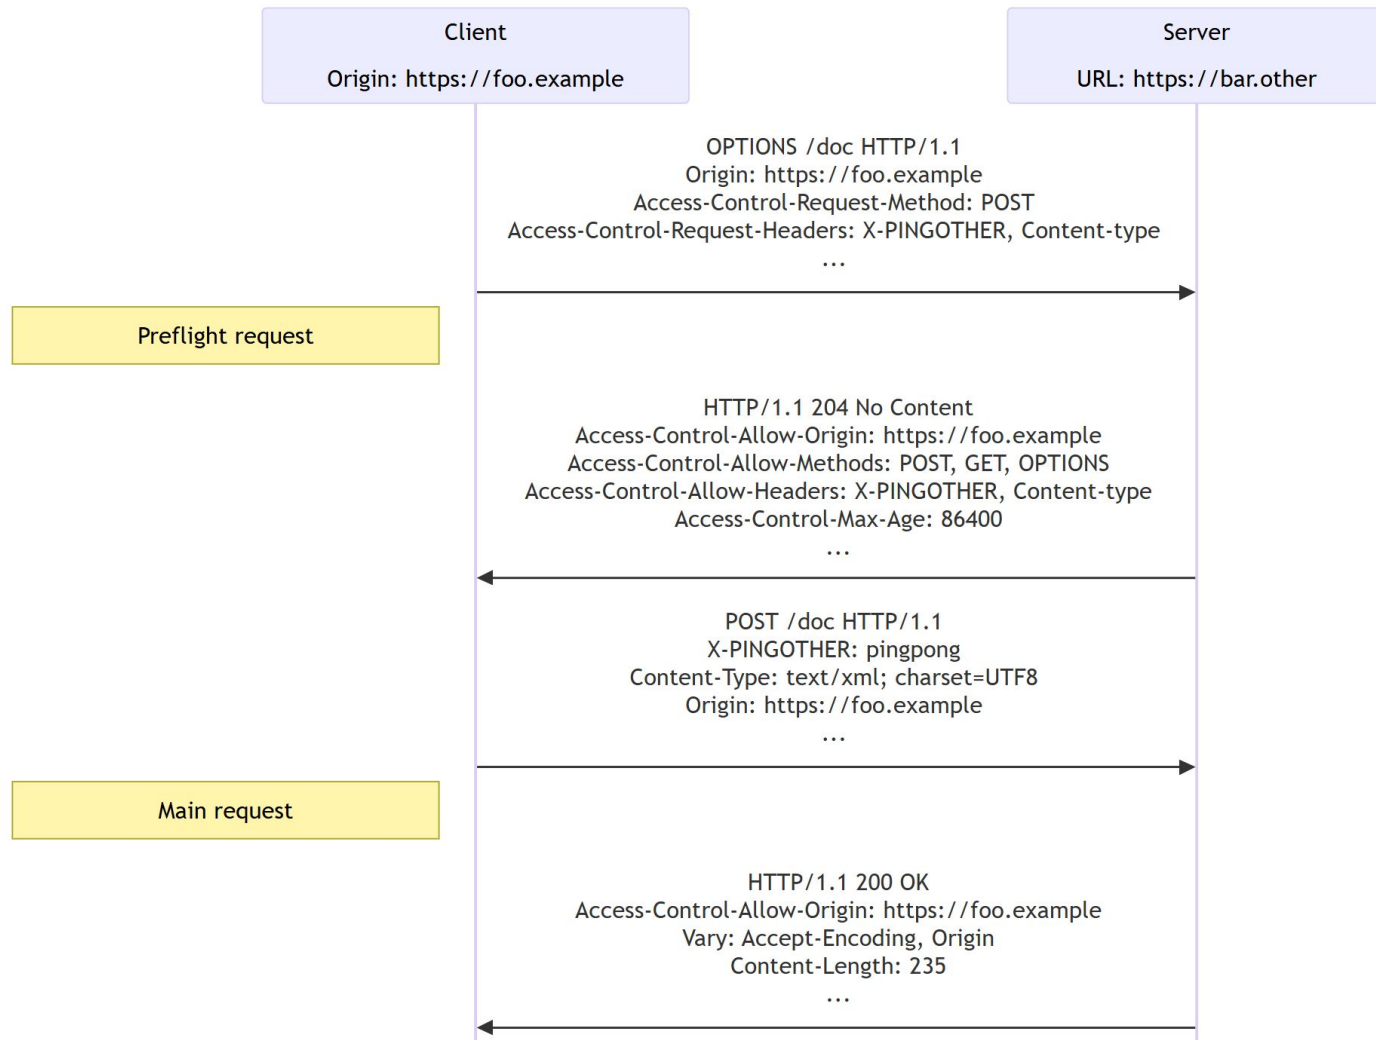 Client
Origin: https://foo.example
Server
URL: https://bar.other
OPTIONS /doc HTTP/1.1
Origin: https://foo.example
Access-Control-Request-Method: POST
Access-Control-Request-Headers: X-PINGOTHER, Content-type
...
Preflight request
HTTP/1.1 204 No Content
Access-Control-Allow-Origin: https://foo.example
Access-Control-Allow-Methods: POST, GET, OPTIONS
Access-Control-Allow-Headers: X-PINGOTHER, Content-type
Access-Control-Max-Age: 86400
...
POST /doc HTTP/1.1
X-PINGOTHER: pingpong
Content-Type: text/xml; charset=UTF8
Origin: https://foo.example
...
Main request
HTTP/1.1 200 OK
Access-Control-Allow-Origin: https://foo.example
Vary: Accept-Encoding, Origin
Content-Length: 235
...